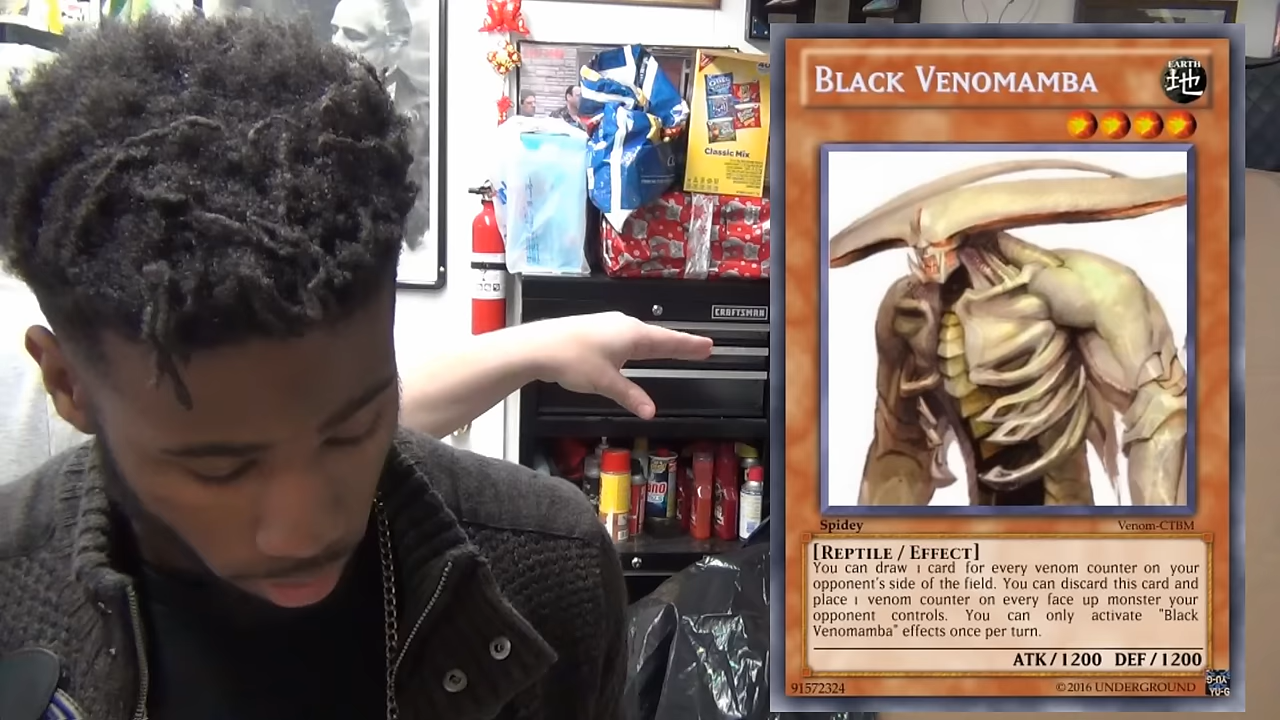 BLACK VENOMAMBA
EARTH
地
40
Classic Mix
CRAFTSMAN
Spidey
Venom-CTBM
[REPTILE / EFFECT]
You can draw 1 card for every venom counter on your
opponent's side of the field. You can discard this card and
place 1 venom counter on every face up monster your
opponent controls. You can only activate "Black
Venomamba" effects once per turn.
ATK / 1200 DEF / 1200
91572324
©2016 UNDERGROUND